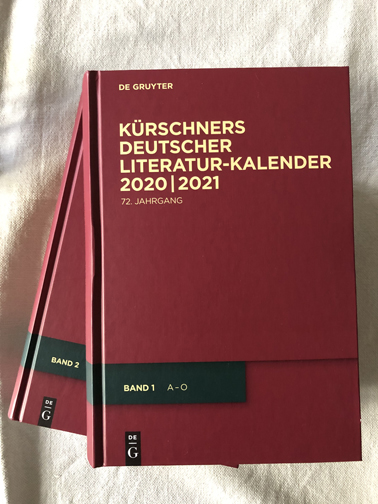 DE GRUYTER
KÜRSCHNERS
DEUTSCHER
LITERATUR-KALENDER
2020|2021
72. JAHRGANG
BAND 1 A – O
DE
G
BAND 2
DE
G